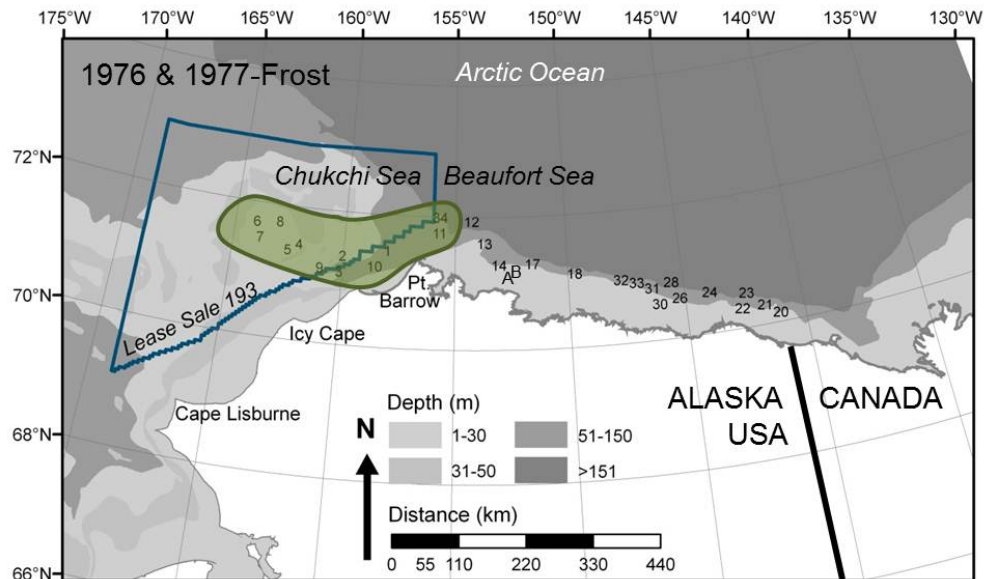 175°W 170°W 165°W 160°W 155°W 150°W 145°W 140°W 135°W 130°W
1976 & 1977-Frost
Arctic Ocean
72°N
Chukchi Sea
Beaufort Sea
6 8
7
5 4
2
9 3
10
1
34
11
12
13
14 A B 17
18
32 33 31 28
30 26
24 23
22 21 20
70°N
Pt.
Barrow
Lease Sale 193
Icy Cape
Cape Lisburne
ALASKA
USA
CANADA
68°N
N
Depth (m)
1-30 51-150
31-50 >151
Distance (km)
0 55 110 220 330 440
66°N